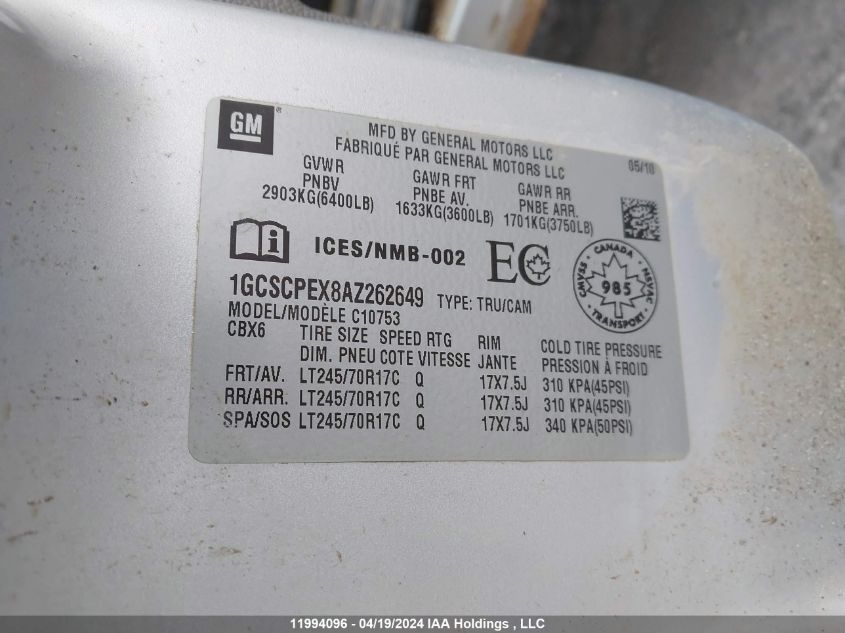 GM
MFD BY GENERAL MOTORS LLC
FABRIQUÉ PAR GENERAL MOTORS LLC
05/10
GVWR GAWR FRT GAWR RR
PNBV PNBE AV. PNBE ARR.
2903KG(6400LB) 1633KG(3600LB) 1701KG(3750LB)
ICES/NMB-002 EC
CANADA
CMVSS 985 NSVAC
TRANSPORT
1GCSCPEX8AZ262649 TYPE: TRU/CAM
MODEL/MODÈLE C10753
CBX6 TIRE SIZE SPEED RTG RIM COLD TIRE PRESSURE
DIM. PNEU COTE VITESSE JANTE PRESSION À FROID
FRT/AV. LT245/70R17C Q 17X7.5J 310 KPA(45PSI)
RR/ARR. LT245/70R17C Q 17X7.5J 310 KPA(45PSI)
SPA/SOS LT245/70R17C Q 17X7.5J 340 KPA(50PSI)
11994096 - 04/19/2024 IAA Holdings , LLC